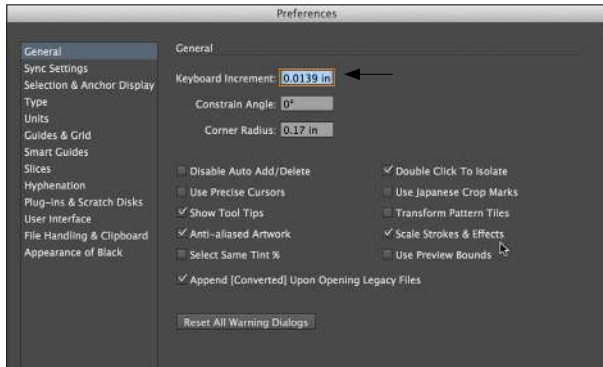 Preferences
General
Sync Settings
Selection & Anchor Display
Type
Units
Guides & Grid
Smart Guides
Slices
Hyphenation
Plug-ins & Scratch Disks
User Interface
File Handling & Clipboard
Appearance of Black
General
Keyboard Increment: 0.0139 in
Constrain Angle: 0°
Corner Radius: 0.17 in
Disable Auto Add/Delete
Double Click To Isolate
Use Precise Cursors
Use Japanese Crop Marks
Show Tool Tips
Transform Pattern Tiles
Anti-aliased Artwork
Scale Strokes & Effects
Select Same Tint %
Use Preview Bounds
Append [Converted] Upon Opening Legacy Files
Reset All Warning Dialogs